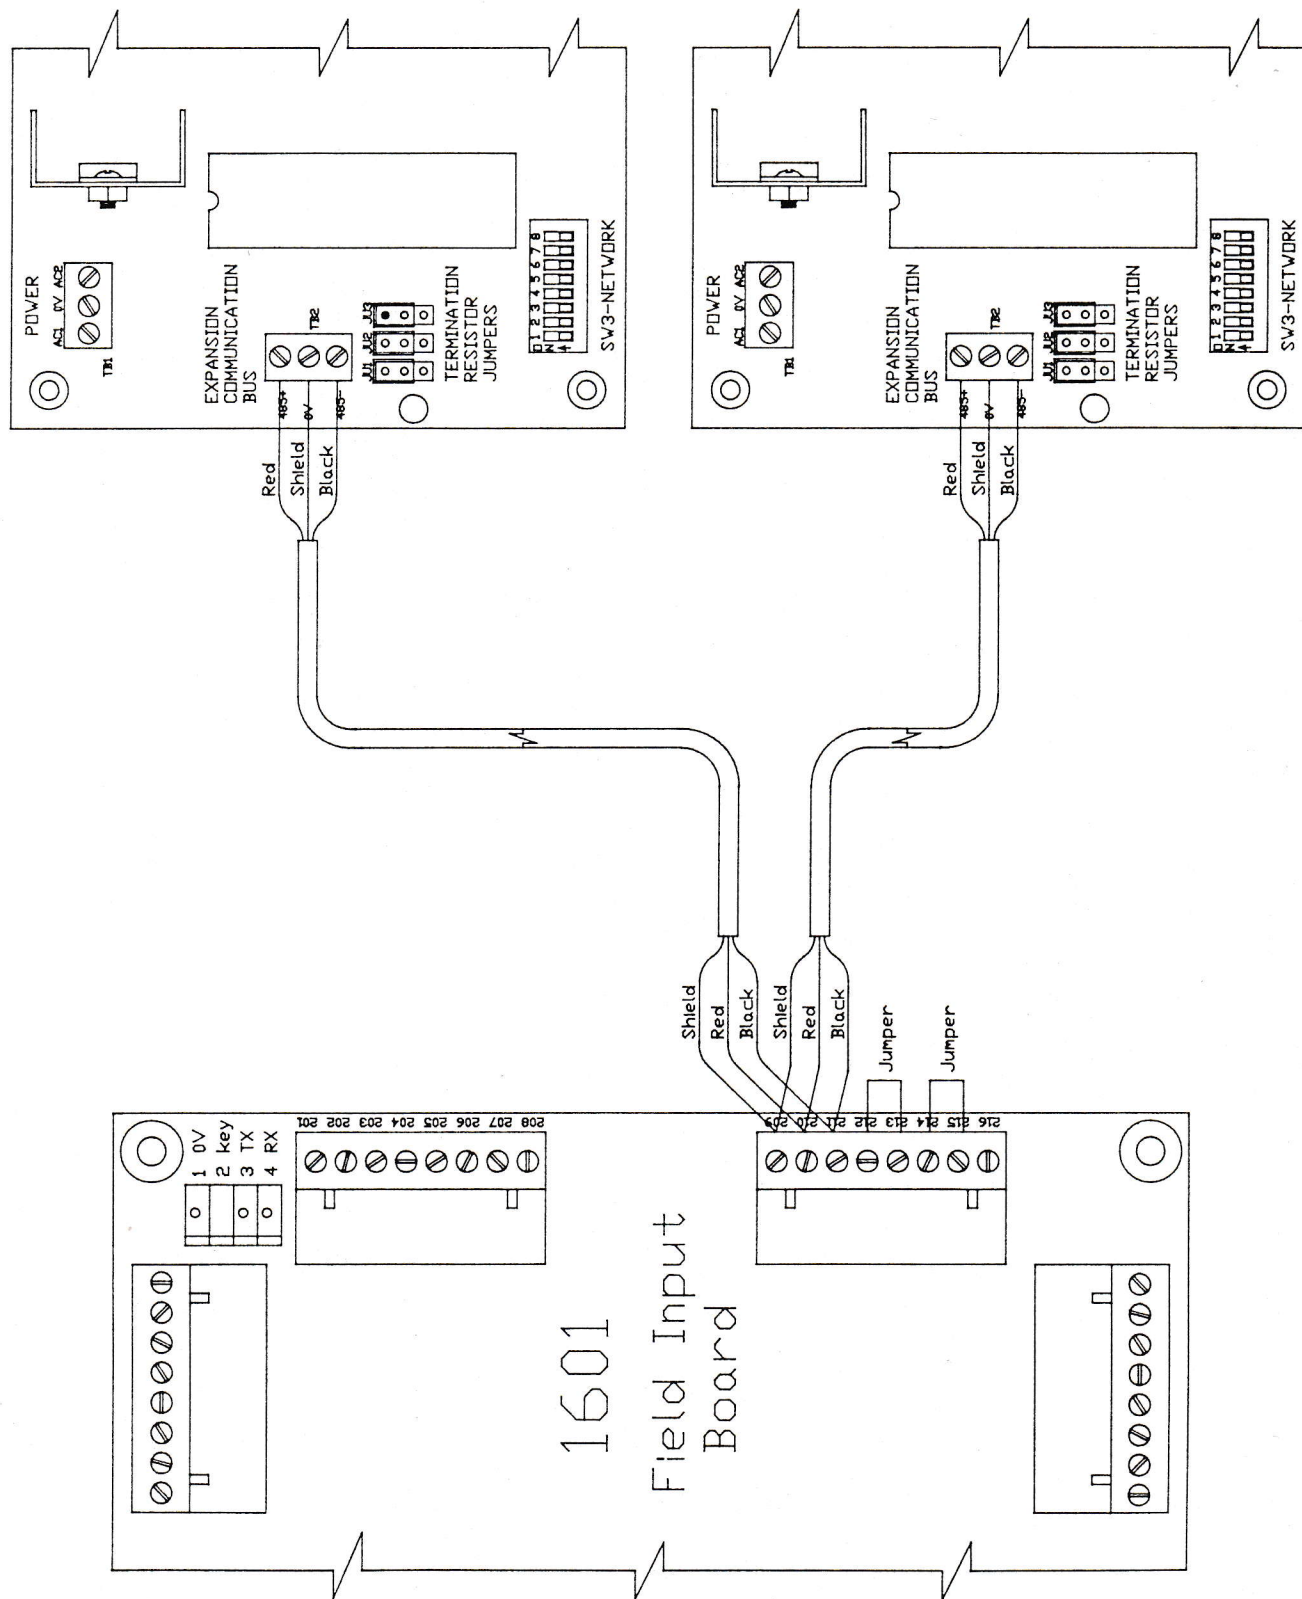 POWER
AC1 0V AC2
TB1
EXPANSION
COMMUNICATION
BUS
TB2
485+
0V
485-
JU1
JU2
JU3
TERMINATION
RESISTOR
JUMPERS
1 2 3 4 5 6 7 8
SW3-NETWORK
Red
Shield
Black
POWER
AC1 0V AC2
TB1
EXPANSION
COMMUNICATION
BUS
TB2
485+
0V
485-
JU1
JU2
JU3
TERMINATION
RESISTOR
JUMPERS
1 2 3 4 5 6 7 8
SW3-NETWORK
Red
Shield
Black
Shield
Red
Black
Shield
Red
Black
Jumper
Jumper
1 0V
2 key
3 TX
4 RX
201 202 203 204 205 206 207 208
209 210 211 212 213 214 215 216
1601
Field Input
Board